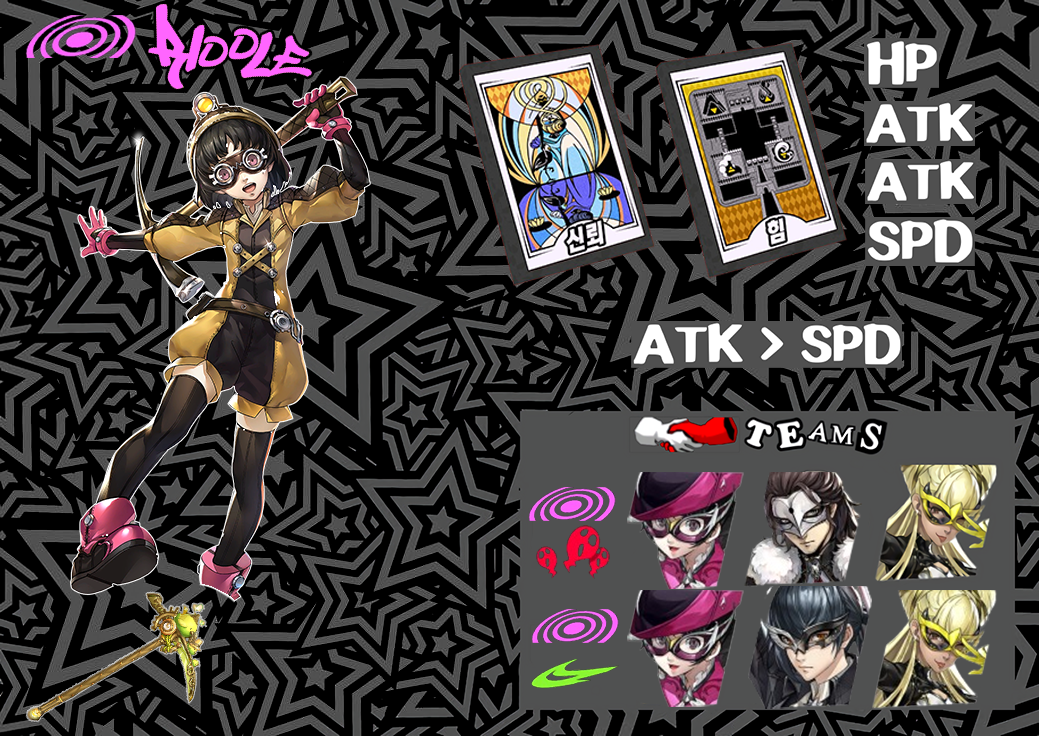 RIDDLE
신뢰
힘
HP
ATK
ATK
SPD
ATK > SPD
TEAMS